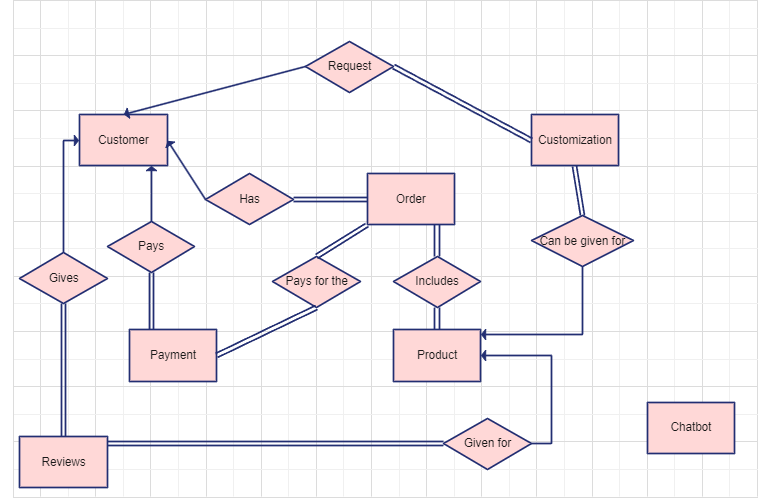 Request
Customer
Customization
Has
Order
Pays
Can be given for
Gives
Pays for the
Includes
Payment
Product
Chatbot
Given for
Reviews